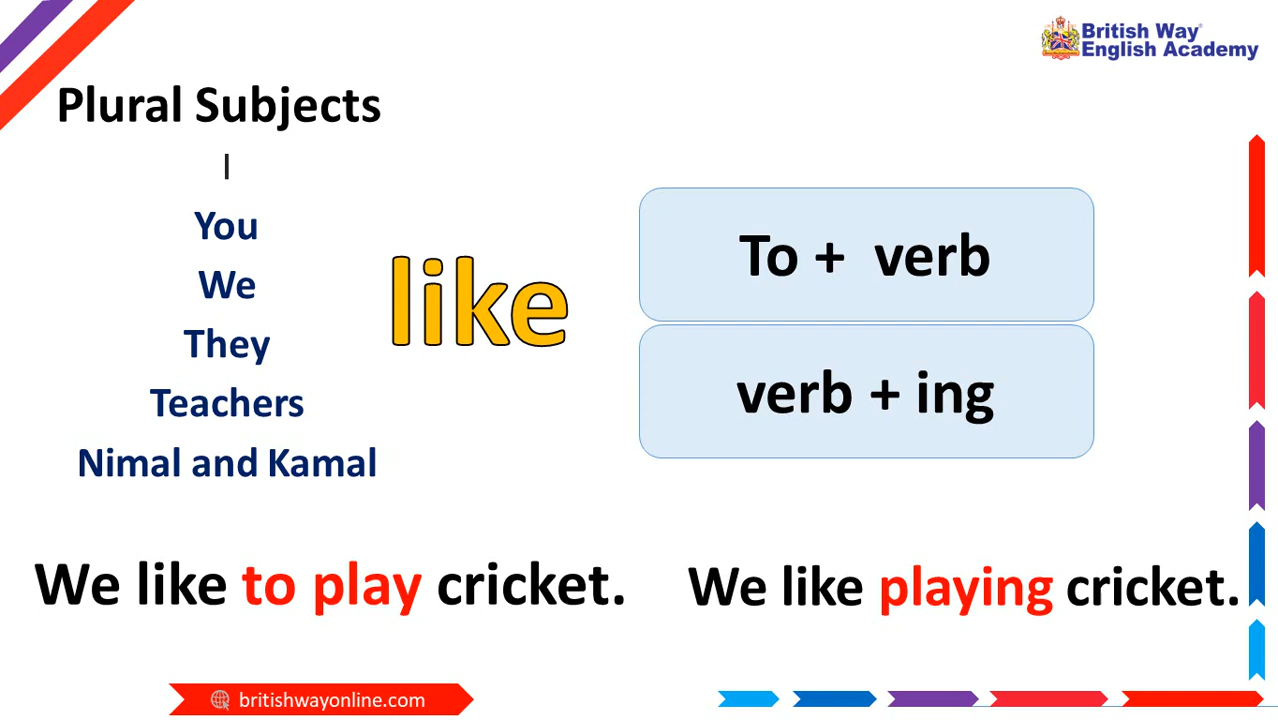 British Way
English Academy
Plural Subjects
I
You
We
They
Teachers
Nimal and Kamal
like
To + verb
verb + ing
We like to play cricket.
We like playing cricket.
britishwayonline.com